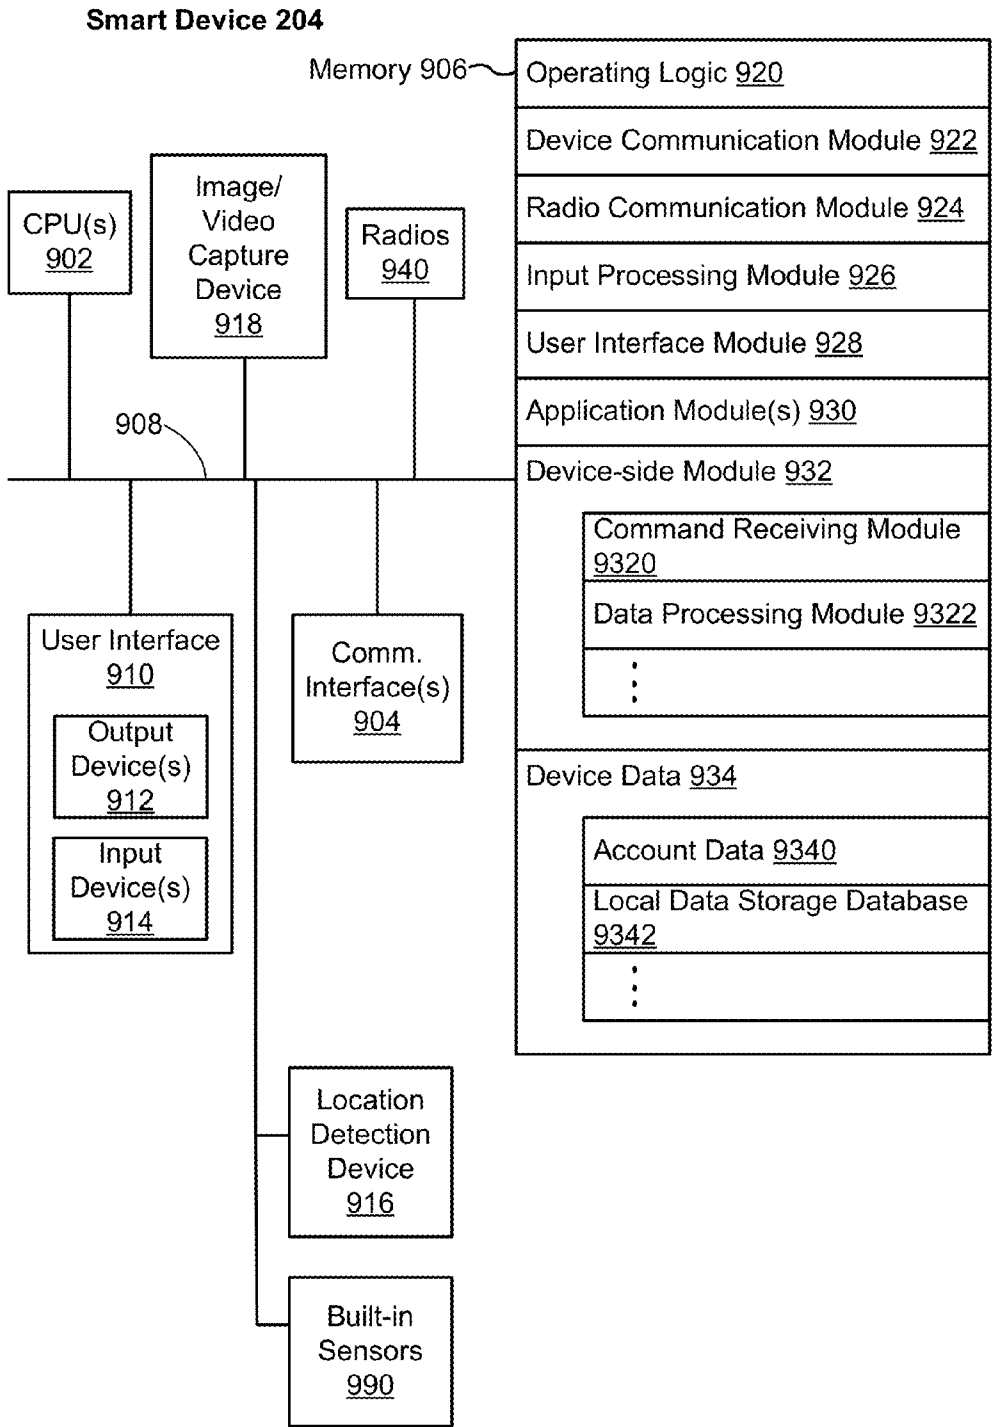 Smart Device 204
Memory 906
CPU(s)
902
Image/
Video
Capture
Device
918
Radios
940
908
User Interface
910
Output
Device(s)
912
Input
Device(s)
914
Comm.
Interface(s)
904
Location
Detection
Device
916
Built-in
Sensors
990
Operating Logic 920
Device Communication Module 922
Radio Communication Module 924
Input Processing Module 926
User Interface Module 928
Application Module(s) 930
Device-side Module 932
Command Receiving Module
9320
Data Processing Module 9322
Device Data 934
Account Data 9340
Local Data Storage Database
9342